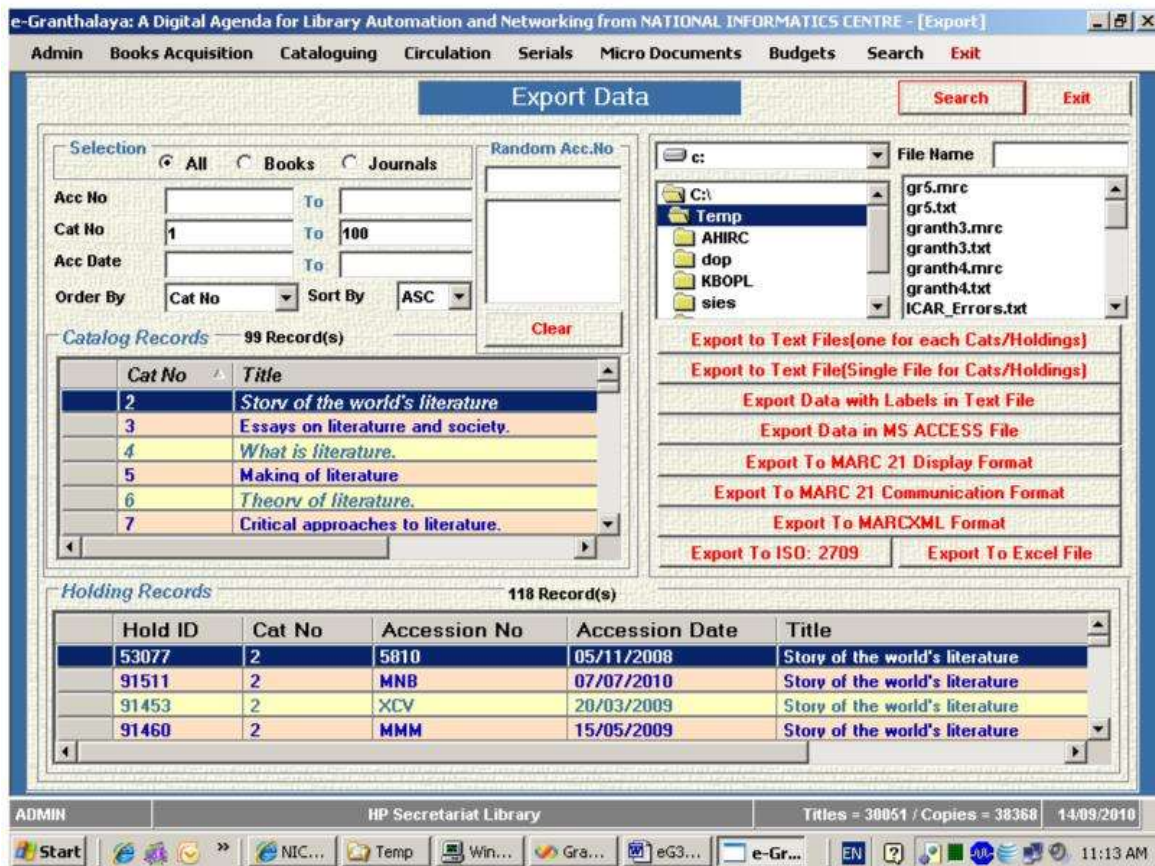 e-Granthalaya: A Digital Agenda for Library Automation and Networking from NATIONAL INFORMATICS CENTRE - [Export]
Admin Books Acquisition Cataloguing Circulation Serials Micro Documents Budgets Search Exit
Export Data
Search Exit
Selection
All Books Journals
Random Acc.No
Acc No To
Cat No 1 To 100
Acc Date To
Order By Cat No Sort By ASC
Clear
c:
File Name
C:\
Temp
AHIRC
dop
KBOPL
sies
gr5.mrc
gr5.txt
granth3.mrc
granth3.txt
granth4.mrc
granth4.txt
ICAR_Errors.txt
Catalog Records 99 Record(s)
Cat No Title
2 Story of the world's literature
3 Essays on literaturre and society.
4 What is literature.
5 Making of literature
6 Theory of literature.
7 Critical approaches to literature.
Export to Text Files(one for each Cats/Holdings)
Export to Text File(Single File for Cats/Holdings)
Export Data with Labels in Text File
Export Data in MS ACCESS File
Export To MARC 21 Display Format
Export To MARC 21 Communication Format
Export To MARCXML Format
Export To ISO: 2709 Export To Excel File
Holding Records 118 Record(s)
Hold ID Cat No Accession No Accession Date Title
53077 2 5810 05/11/2008 Story of the world's literature
91511 2 MNB 07/07/2010 Story of the world's literature
91453 2 XCV 20/03/2009 Story of the world's literature
91460 2 MMM 15/05/2009 Story of the world's literature
ADMIN HP Secretariat Library Titles = 30051 / Copies = 38368 14/09/2010
Start » NIC... Temp Win... Gra... eG3... e-Gr... EN 11:13 AM